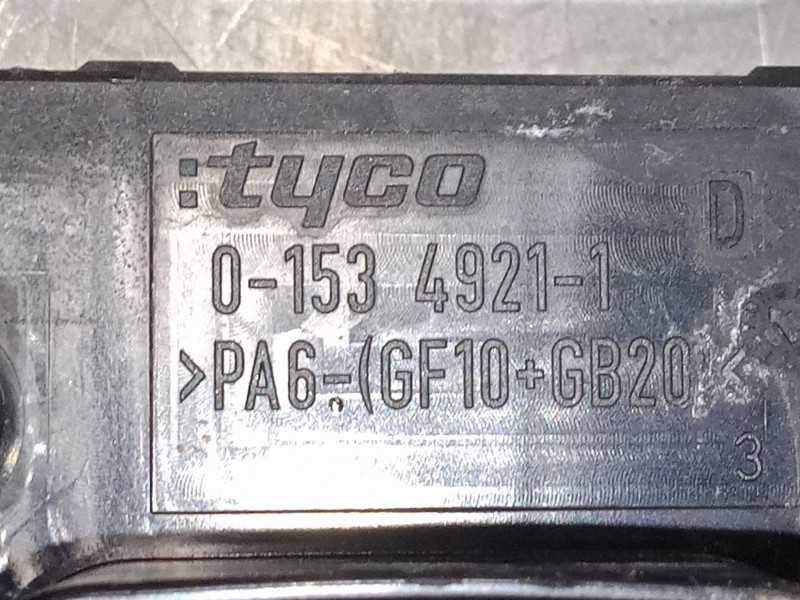 :tyco
D
0-153 4921-1
>PA6-(GF10+GB20)<
3